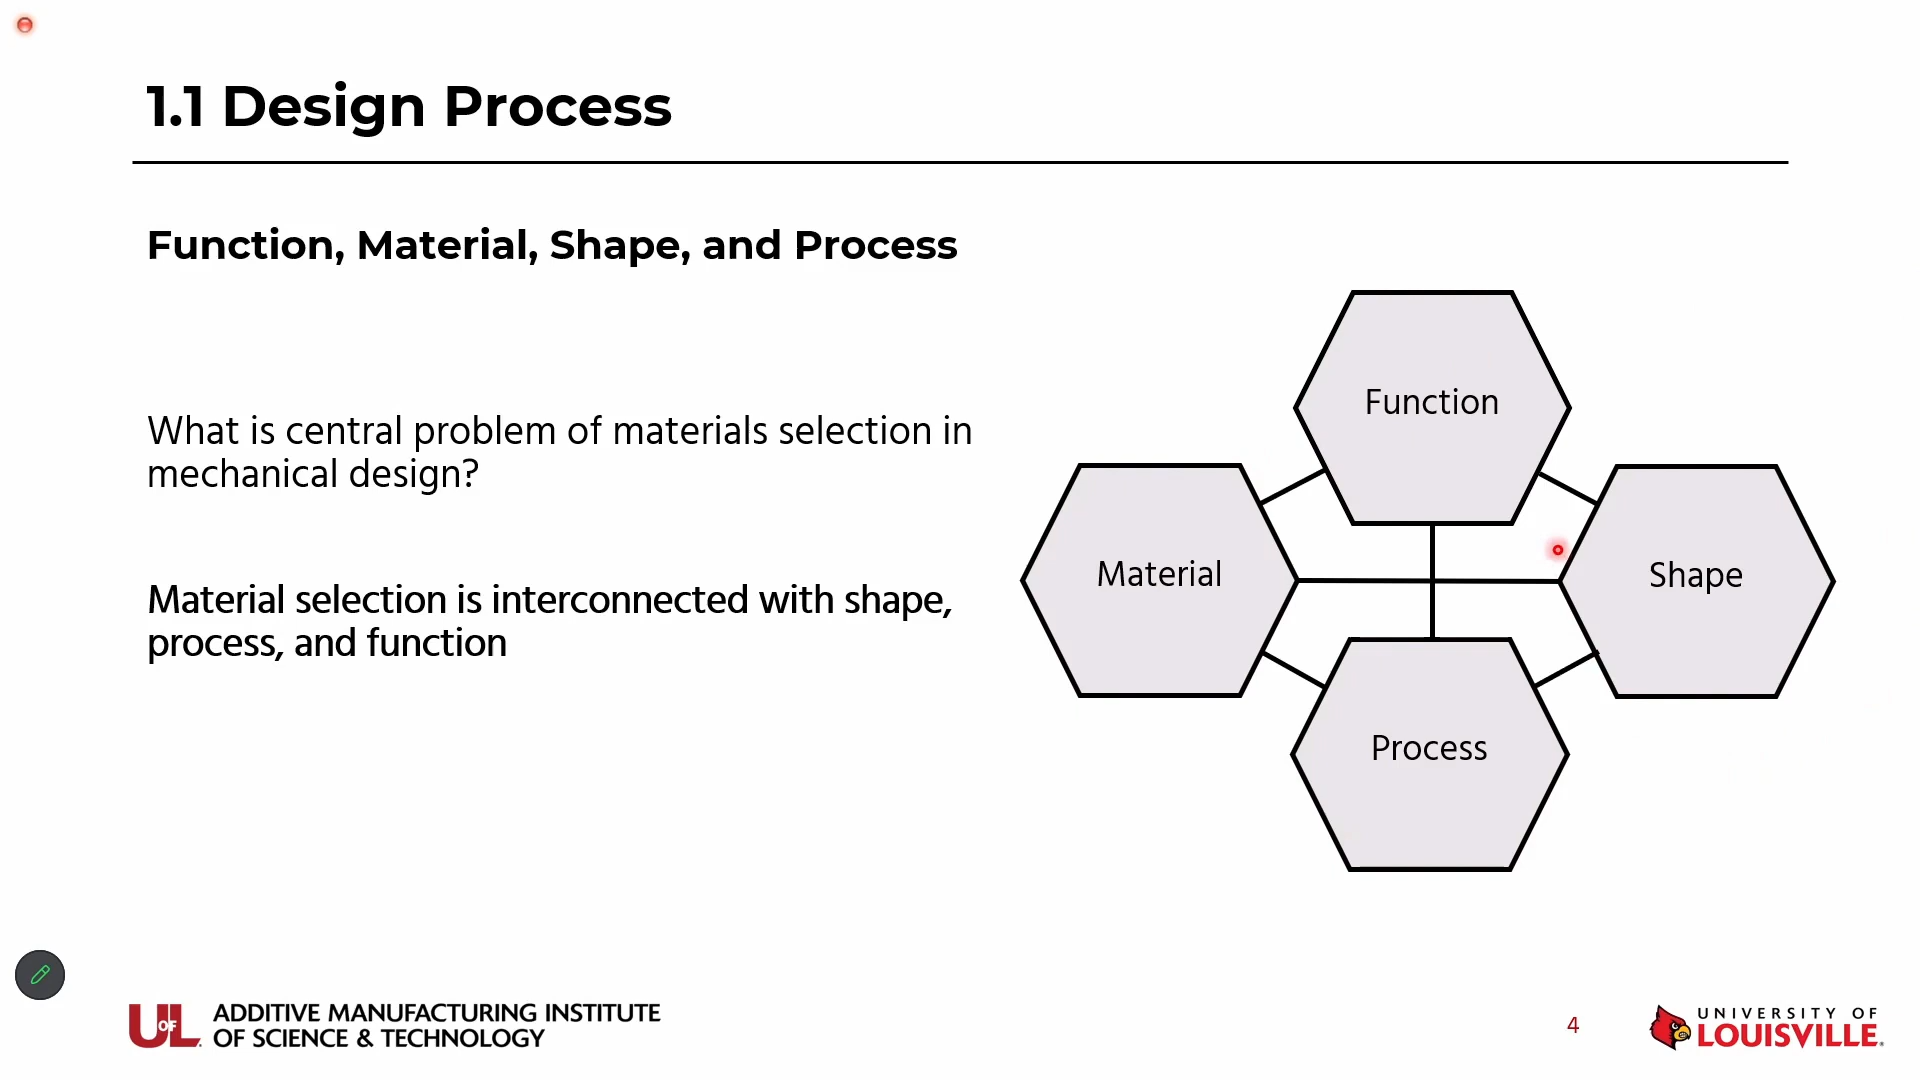 1.1 Design Process
Function, Material, Shape, and Process
What is central problem of materials selection in
mechanical design?
Material selection is interconnected with shape,
process, and function
Function
Material
Shape
Process
UofL
ADDITIVE MANUFACTURING INSTITUTE
OF SCIENCE & TECHNOLOGY
4
UNIVERSITY OF
LOUISVILLE